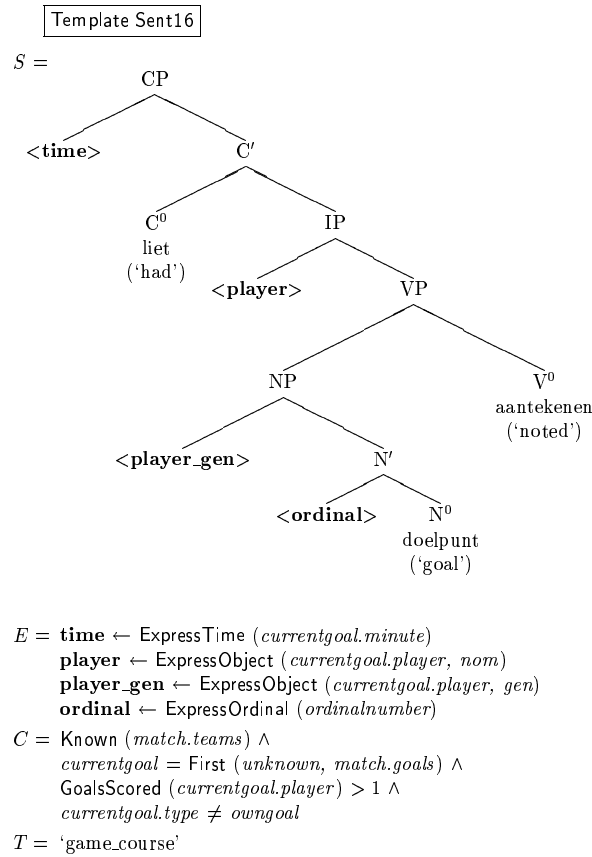 Template Sent16
S =
CP
<time>
C′
C⁰
IP
liet
(‘had’)
<player>
VP
NP
V⁰
aantekenen
(‘noted’)
<player_gen>
N′
<ordinal>
N⁰
doelpunt
(‘goal’)
E = time ← ExpressTime (currentgoal.minute)
player ← ExpressObject (currentgoal.player, nom)
player_gen ← ExpressObject (currentgoal.player, gen)
ordinal ← ExpressOrdinal (ordinalnumber)
C = Known (match.teams) ∧
currentgoal = First (unknown, match.goals) ∧
GoalsScored (currentgoal.player) > 1 ∧
currentgoal.type ≠ owngoal
T = ‘game_course’